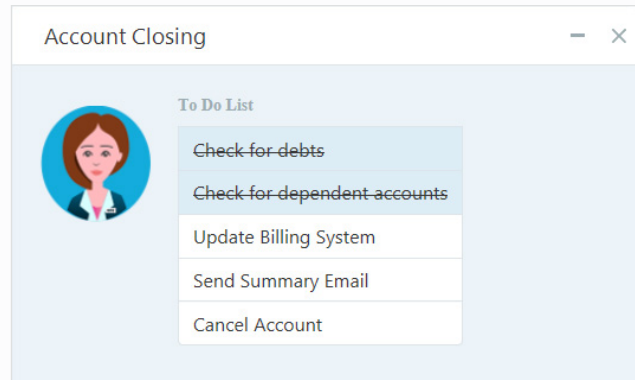 Account Closing
To Do List
Check for debts
Check for dependent accounts
Update Billing System
Send Summary Email
Cancel Account